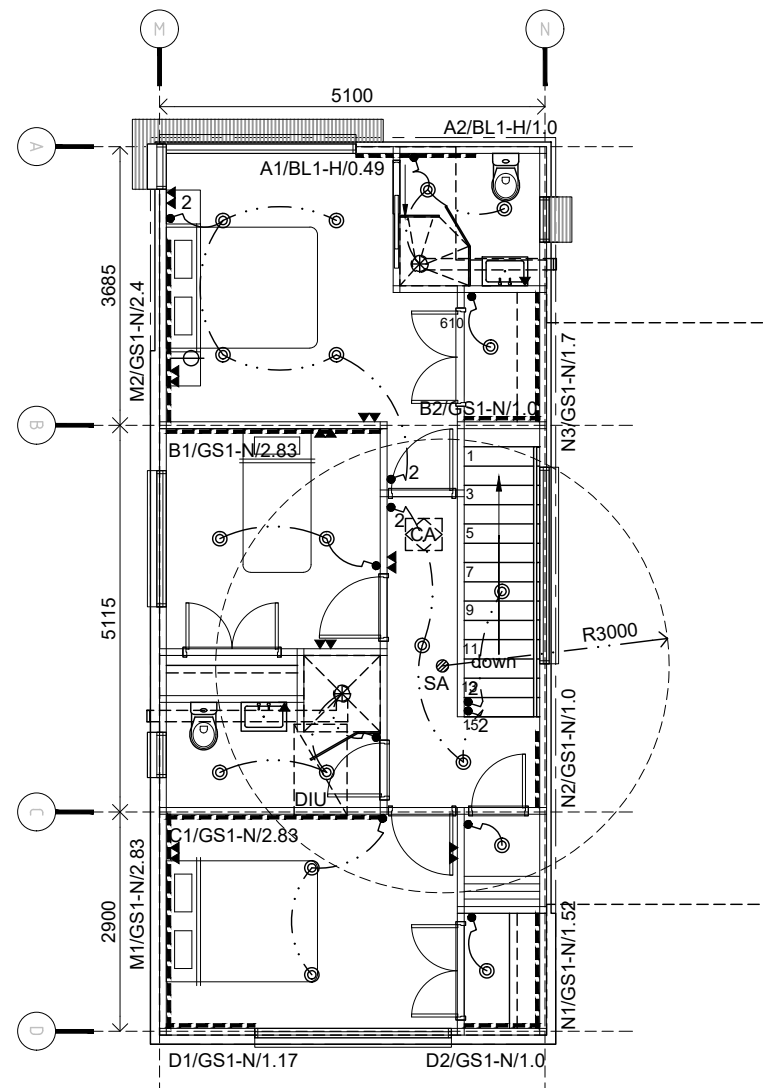 M
N
5100
A2/BL1-H/1.0
A
A1/BL1-H/0.49
2
3685
M2/GS1-N/2.4
610
N3/GS1-N/1.7
B2/GS1-N/1.0
B
B1/GS1-N/2.83
1
2
3
2
CA
5
7
5115
9
R3000
11
down
SA
13
2
15
2
N2/GS1-N/1.0
DIU
C
C1/GS1-N/2.83
M1/GS1-N/2.83
2900
N1/GS1-N/1.52
D
D1/GS1-N/1.17
D2/GS1-N/1.0